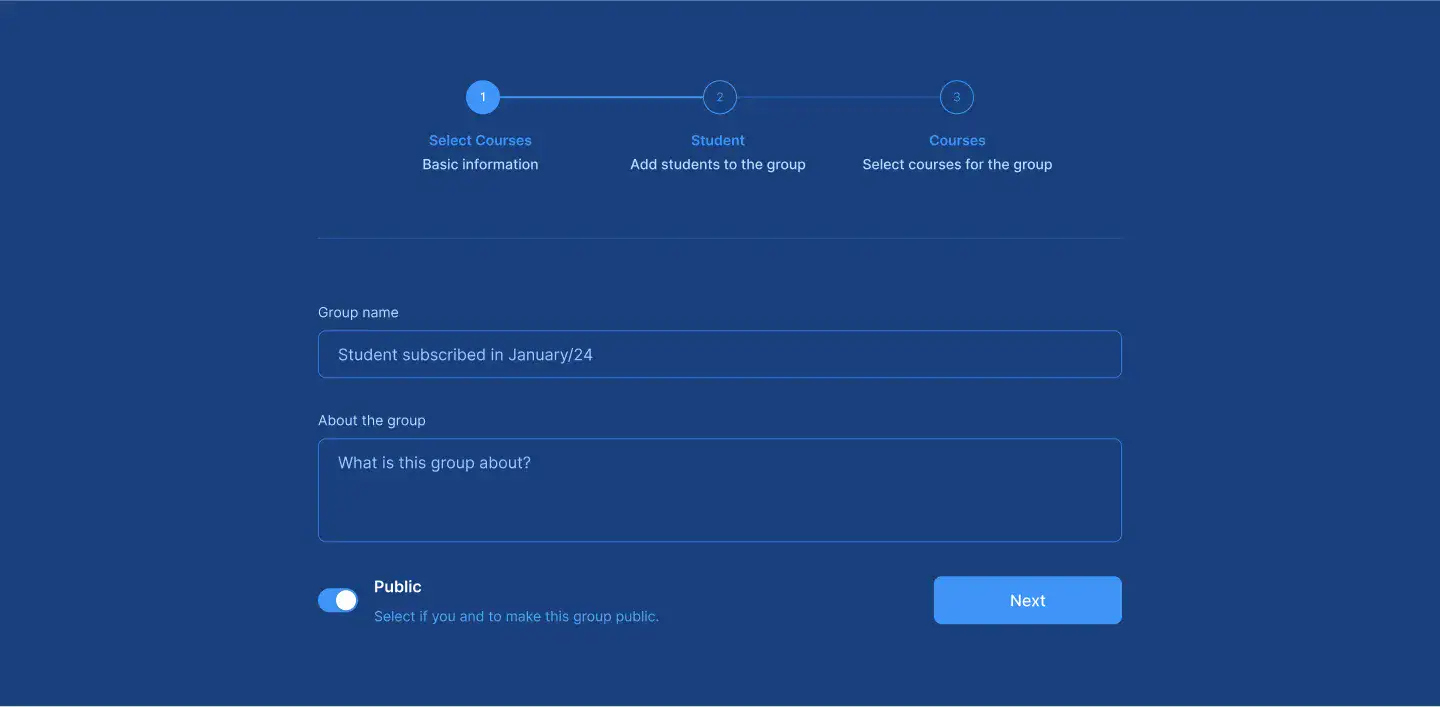 1
2
3
Select Courses
Student
Courses
Basic information
Add students to the group
Select courses for the group
Group name
Student subscribed in January/24
About the group
What is this group about?
Public
Select if you and to make this group public.
Next